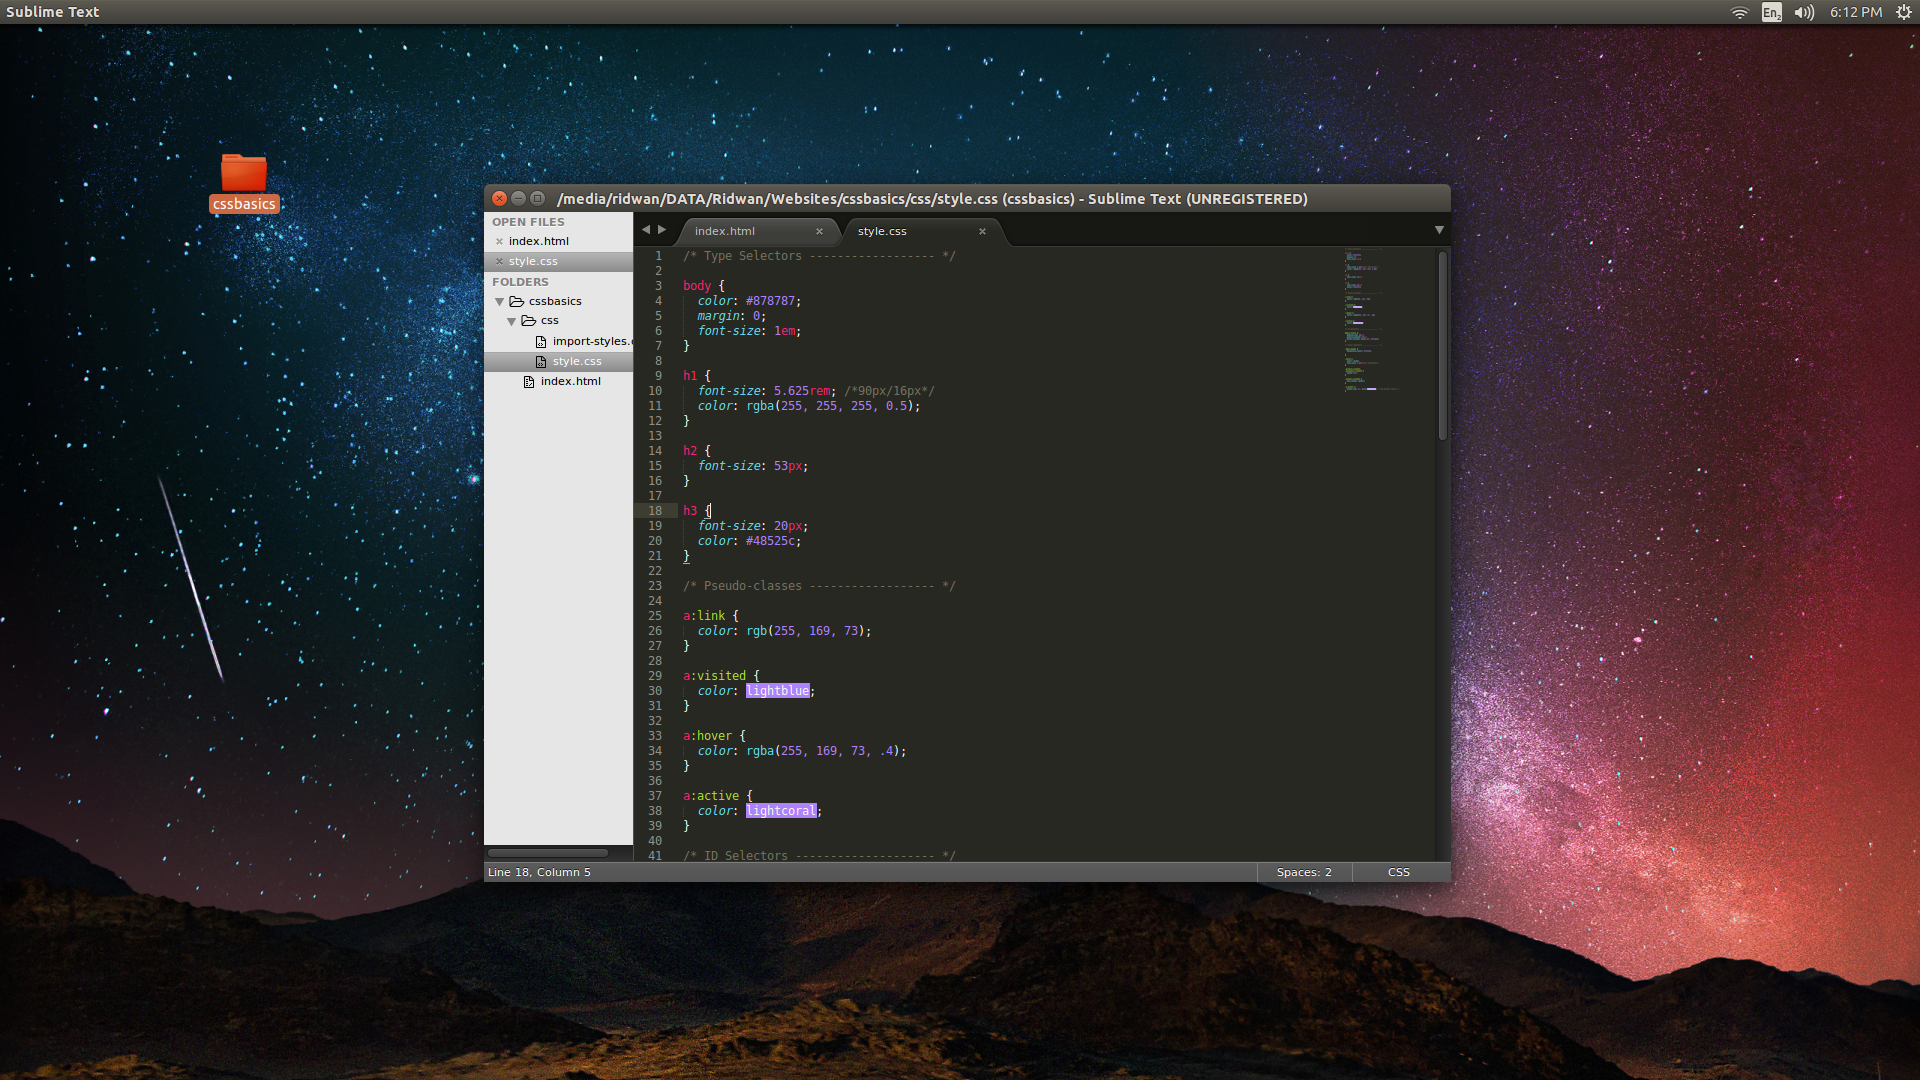 Sublime Text
En2
6:12 PM
cssbasics
/media/ridwan/DATA/Ridwan/Websites/cssbasics/css/style.css (cssbasics) - Sublime Text (UNREGISTERED)
OPEN FILES
index.html
style.css
FOLDERS
cssbasics
css
import-styles.c
style.css
index.html
index.html
style.css
1 /* Type Selectors ------------------ */
2
3 body {
4 color: #878787;
5 margin: 0;
6 font-size: 1em;
7 }
8
9 h1 {
10 font-size: 5.625rem; /*90px/16px*/
11 color: rgba(255, 255, 255, 0.5);
12 }
13
14 h2 {
15 font-size: 53px;
16 }
17
18 h3 {
19 font-size: 20px;
20 color: #48525c;
21 }
22
23 /* Pseudo-classes ------------------ */
24
25 a:link {
26 color: rgb(255, 169, 73);
27 }
28
29 a:visited {
30 color: lightblue;
31 }
32
33 a:hover {
34 color: rgba(255, 169, 73, .4);
35 }
36
37 a:active {
38 color: lightcoral;
39 }
40
41 /* ID Selectors -------------------- */
Line 18, Column 5
Spaces: 2
CSS